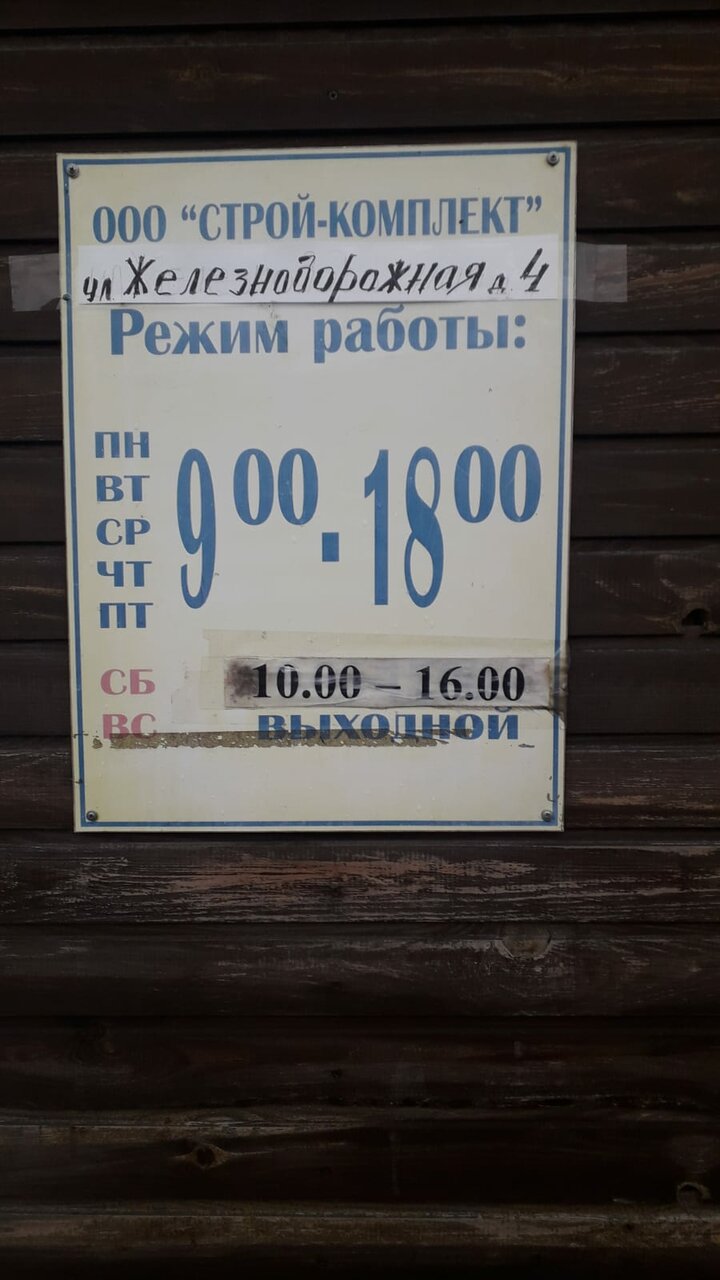 ООО "СТРОЙ-КОМПЛЕКТ"
ул. Железнодорожная д. 4
Режим работы:
ПН
ВТ
СР
ЧТ
ПТ
9 00 - 18 00
СБ 10.00 – 16.00
ВС ВЫХОДНОЙ